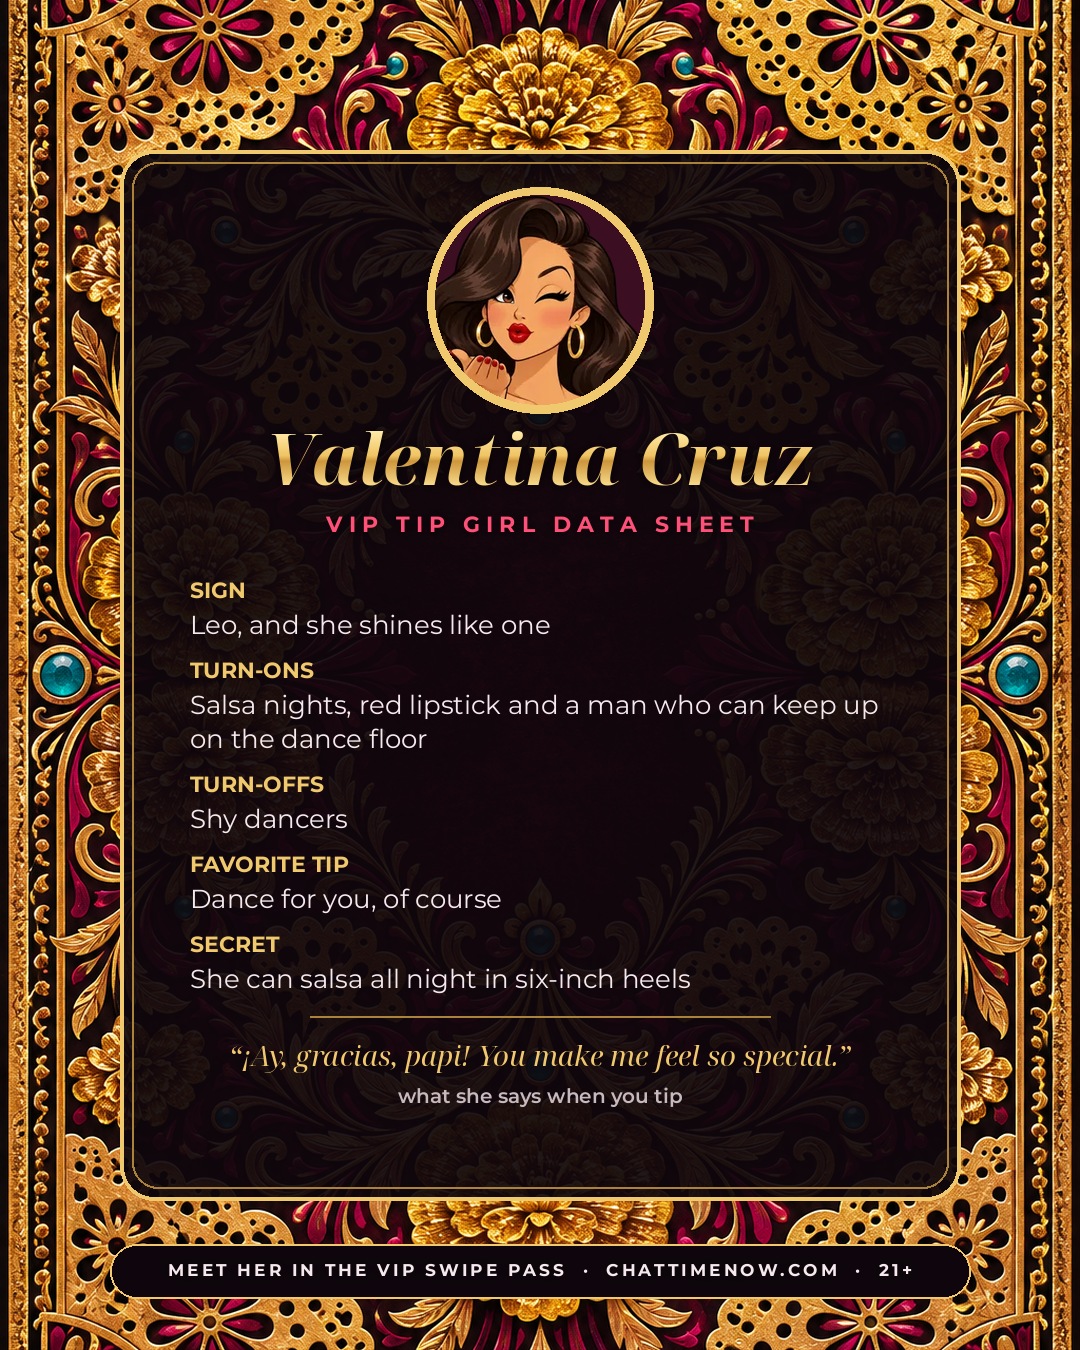 Valentina Cruz
VIP TIP GIRL DATA SHEET
SIGN
Leo, and she shines like one
TURN-ONS
Salsa nights, red lipstick and a man who can keep up
on the dance floor
TURN-OFFS
Shy dancers
FAVORITE TIP
Dance for you, of course
SECRET
She can salsa all night in six-inch heels
“¡Ay, gracias, papi! You make me feel so special.”
what she says when you tip
MEET HER IN THE VIP SWIPE PASS · CHATTIMENOW.COM · 21+